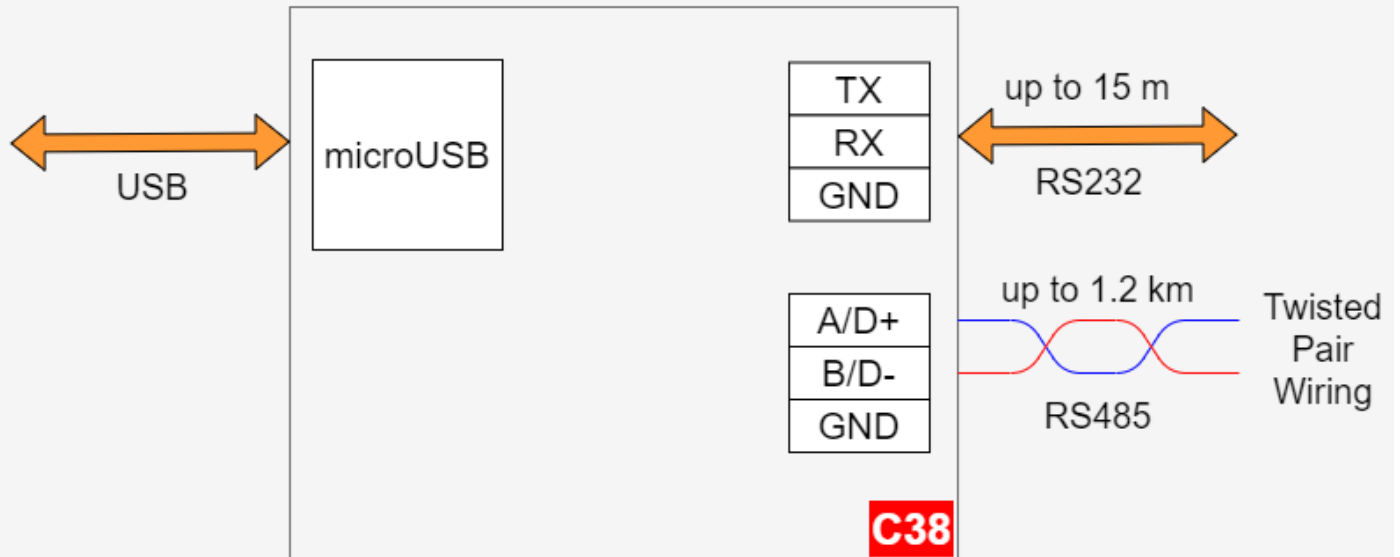 USB
microUSB
TX
RX
GND
up to 15 m
RS232
A/D+
B/D-
GND
up to 1.2 km
RS485
Twisted
Pair
Wiring
C38